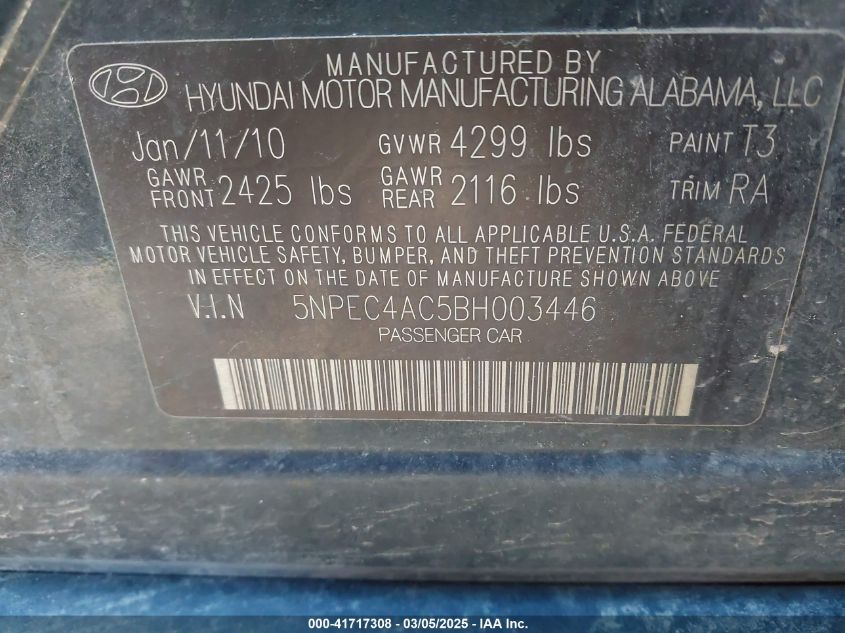 MANUFACTURED BY
HYUNDAI MOTOR MANUFACTURING ALABAMA, LLC
Jan/11/10 GVWR 4299 lbs PAINT T3
GAWR FRONT 2425 lbs GAWR REAR 2116 lbs TRIM RA
THIS VEHICLE CONFORMS TO ALL APPLICABLE U.S.A. FEDERAL
MOTOR VEHICLE SAFETY, BUMPER, AND THEFT PREVENTION STANDARDS
IN EFFECT ON THE DATE OF MANUFACTURE SHOWN ABOVE
V.I.N 5NPEC4AC5BH003446
PASSENGER CAR
000-41717308 - 03/05/2025 - IAA Inc.